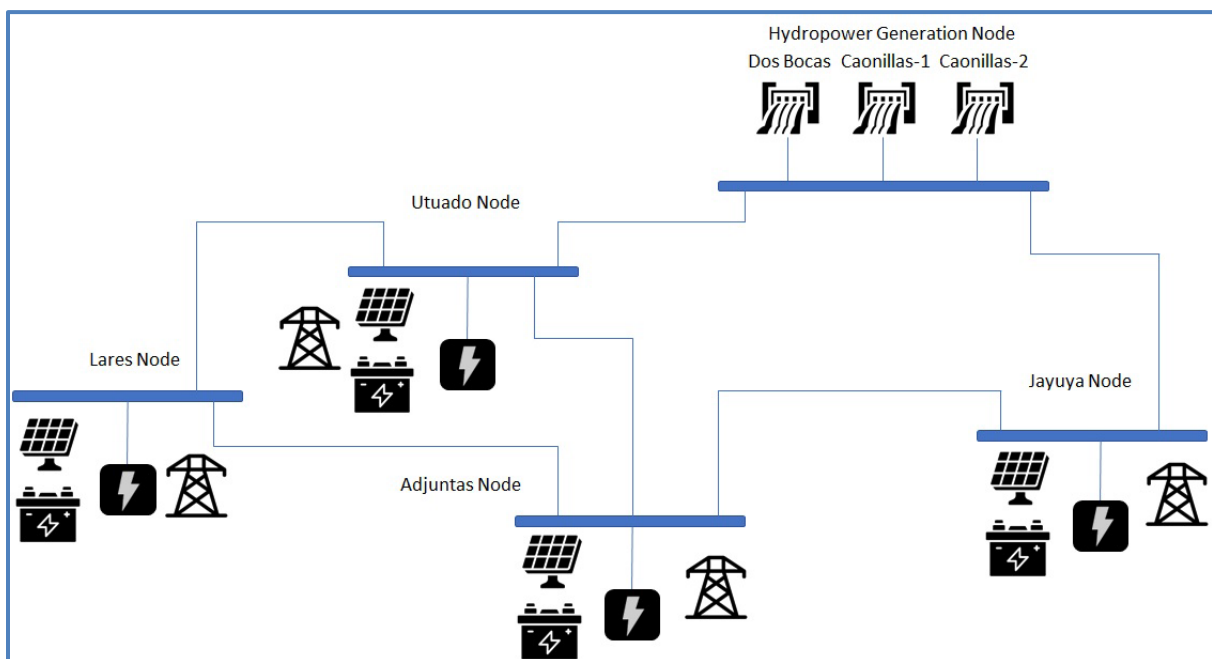 Hydropower Generation Node
Dos Bocas Caonillas-1 Caonillas-2
Utuado Node
Lares Node
Jayuya Node
Adjuntas Node